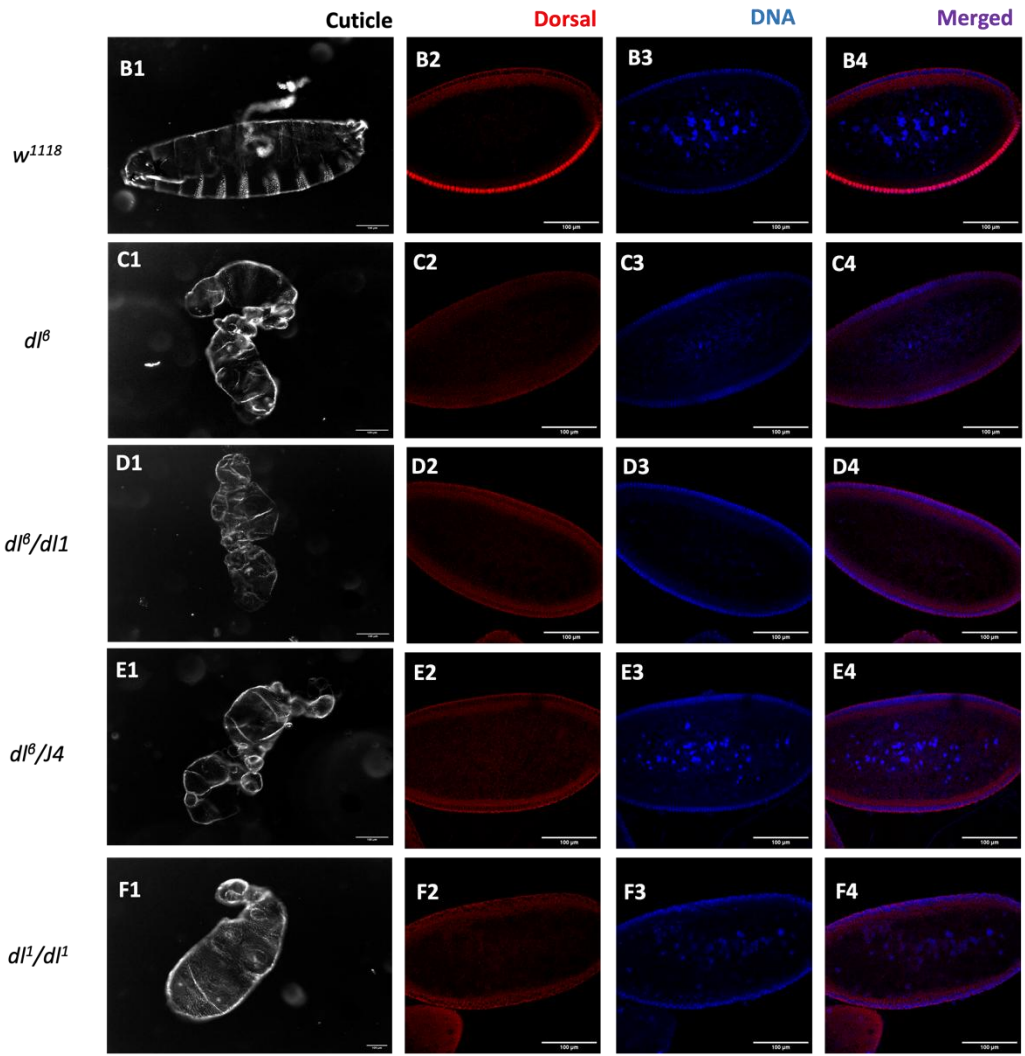 Cuticle Dorsal DNA Merged
B1 B2 B3 B4
w¹¹¹⁸
100 µm 100 µm 100 µm
C1 C2 C3 C4
dlᵝ
100 µm 100 µm 100 µm
D1 D2 D3 D4
dlᵝ/dl1
100 µm 100 µm 100 µm
E1 E2 E3 E4
dlᵝ/J4
100 µm 100 µm 100 µm
F1 F2 F3 F4
dl¹/dl¹
100 µm 100 µm 100 µm